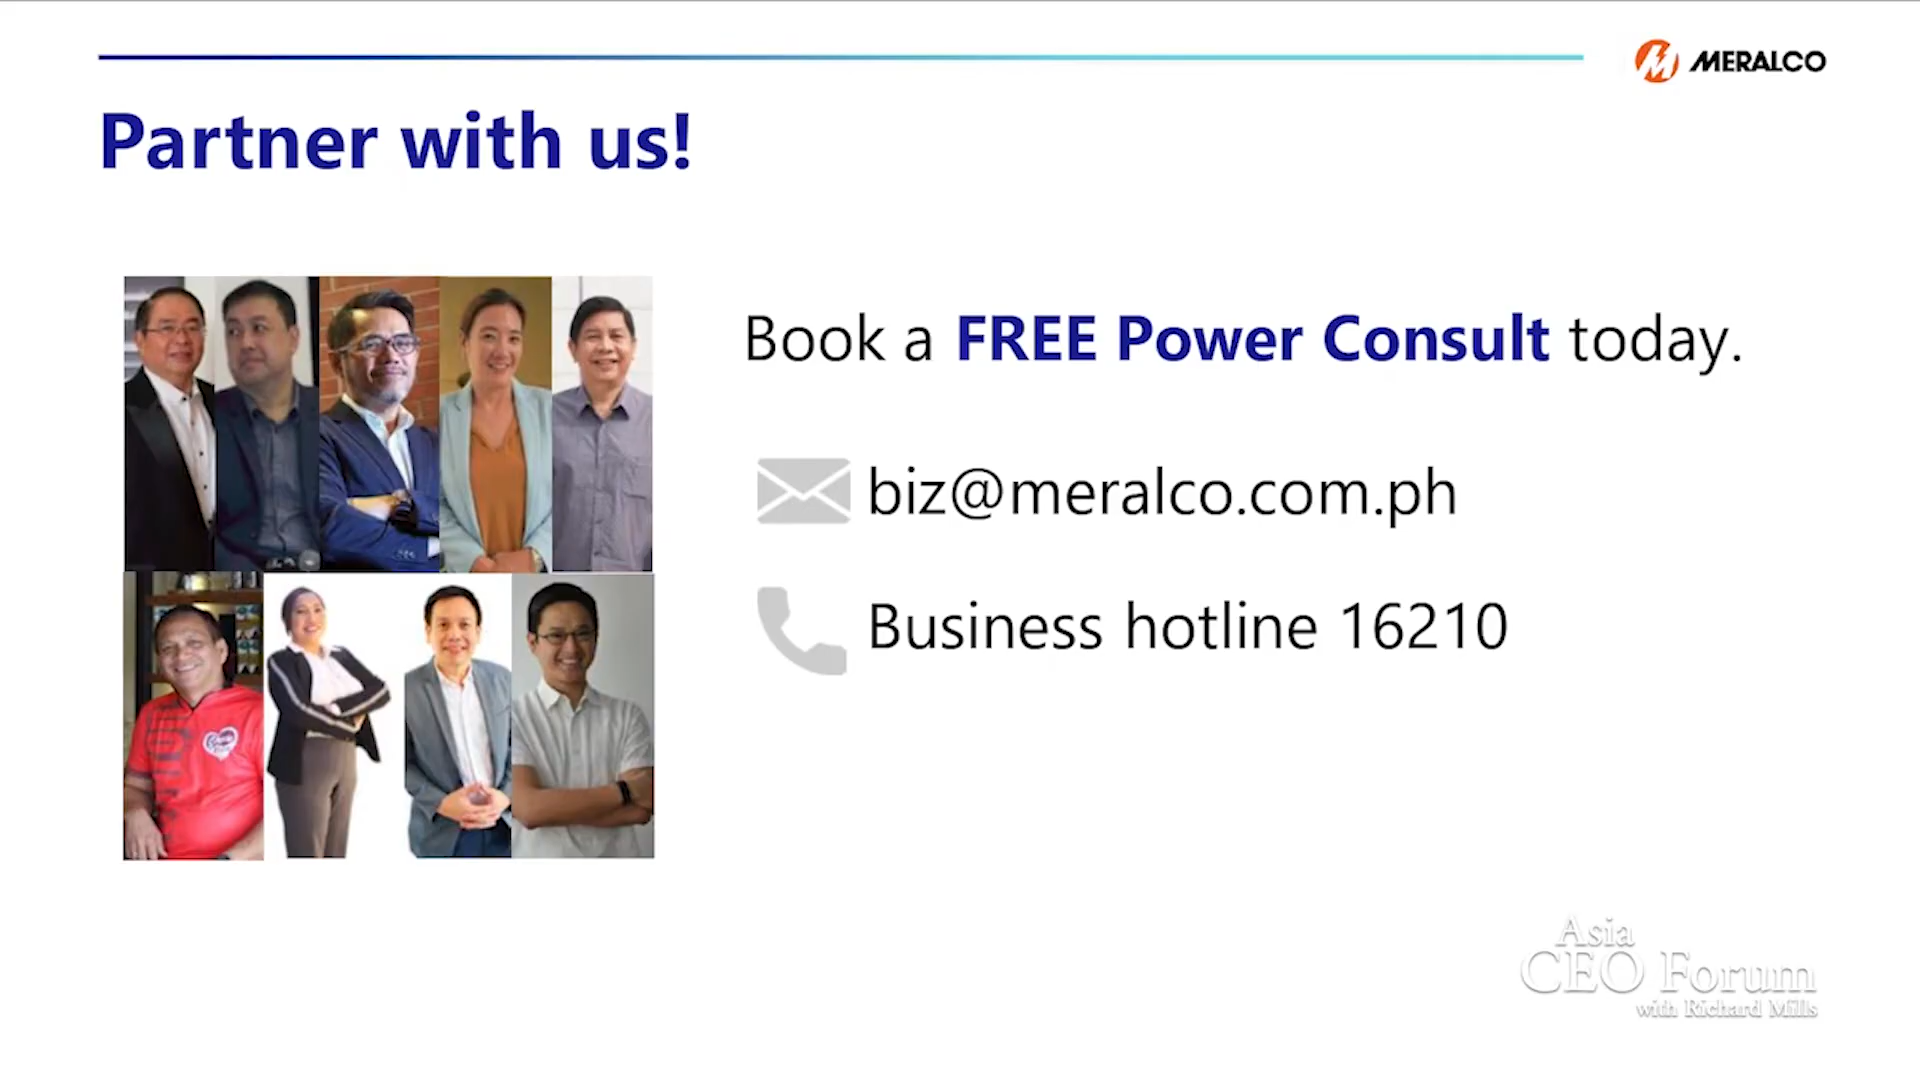 MERALCO
Partner with us!
Book a FREE Power Consult today.
biz@meralco.com.ph
Business hotline 16210
Asia
CEO Forum
with Richard Mills